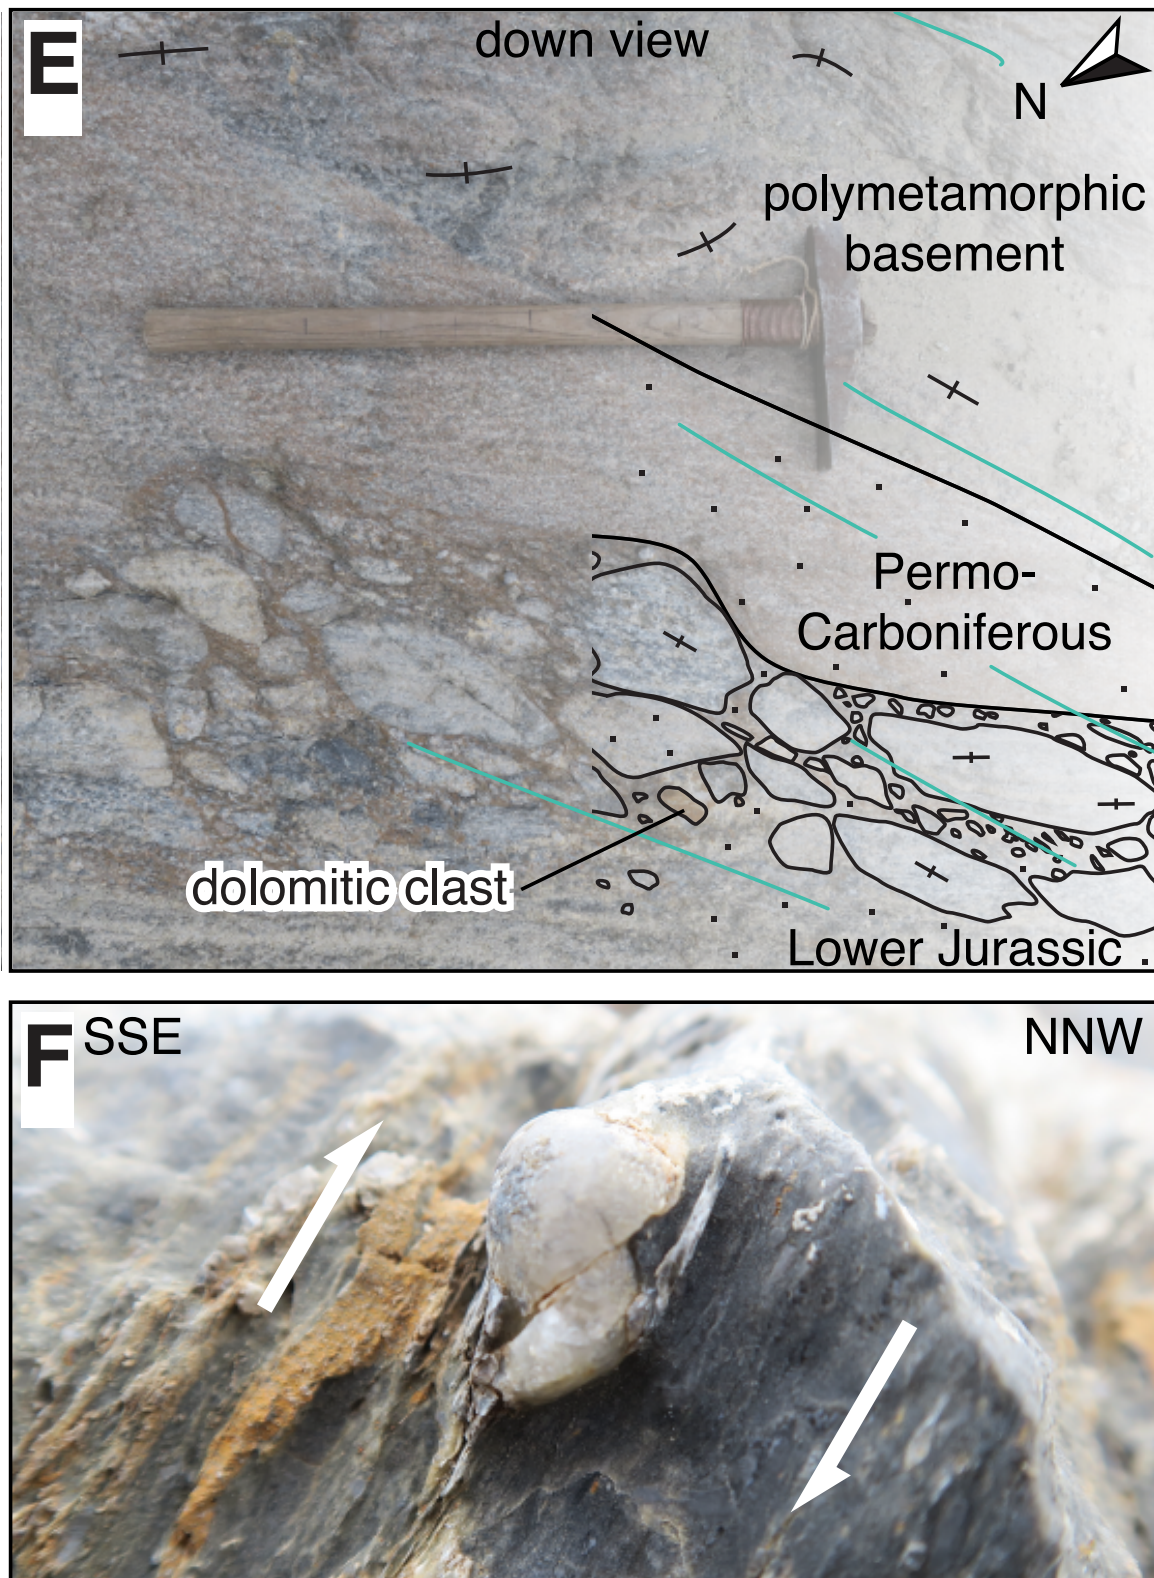 E
down view
N
polymetamorphic
basement
Permo-
Carboniferous
dolomitic clast
Lower Jurassic
F
SSE
NNW